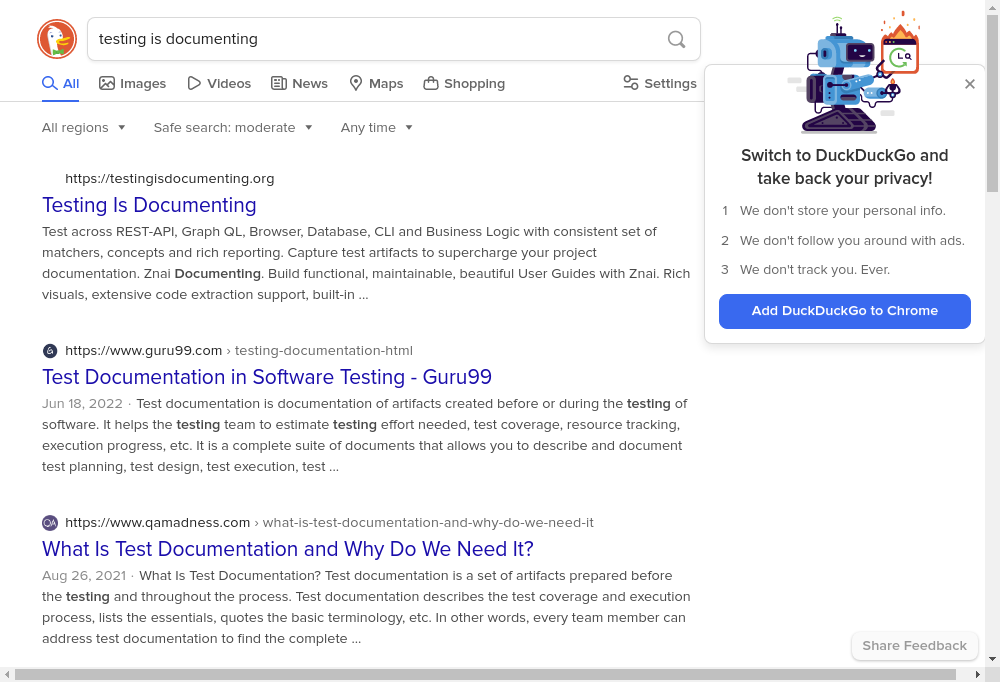 testing is documenting
All Images Videos News Maps Shopping Settings
All regions Safe search: moderate Any time
https://testingisdocumenting.org
Testing Is Documenting
Test across REST-API, Graph QL, Browser, Database, CLI and Business Logic with consistent set of
matchers, concepts and rich reporting. Capture test artifacts to supercharge your project
documentation. Znai Documenting. Build functional, maintainable, beautiful User Guides with Znai. Rich
visuals, extensive code extraction support, built-in ...
https://www.guru99.com › testing-documentation-html
Test Documentation in Software Testing - Guru99
Jun 18, 2022 · Test documentation is documentation of artifacts created before or during the testing of
software. It helps the testing team to estimate testing effort needed, test coverage, resource tracking,
execution progress, etc. It is a complete suite of documents that allows you to describe and document
test planning, test design, test execution, test ...
QA https://www.qamadness.com › what-is-test-documentation-and-why-do-we-need-it
What Is Test Documentation and Why Do We Need It?
Aug 26, 2021 · What Is Test Documentation? Test documentation is a set of artifacts prepared before
the testing and throughout the process. Test documentation describes the test coverage and execution
process, lists the essentials, quotes the basic terminology, etc. In other words, every team member can
address test documentation to find the complete ...
Switch to DuckDuckGo and
take back your privacy!
1 We don't store your personal info.
2 We don't follow you around with ads.
3 We don't track you. Ever.
Add DuckDuckGo to Chrome
Share Feedback